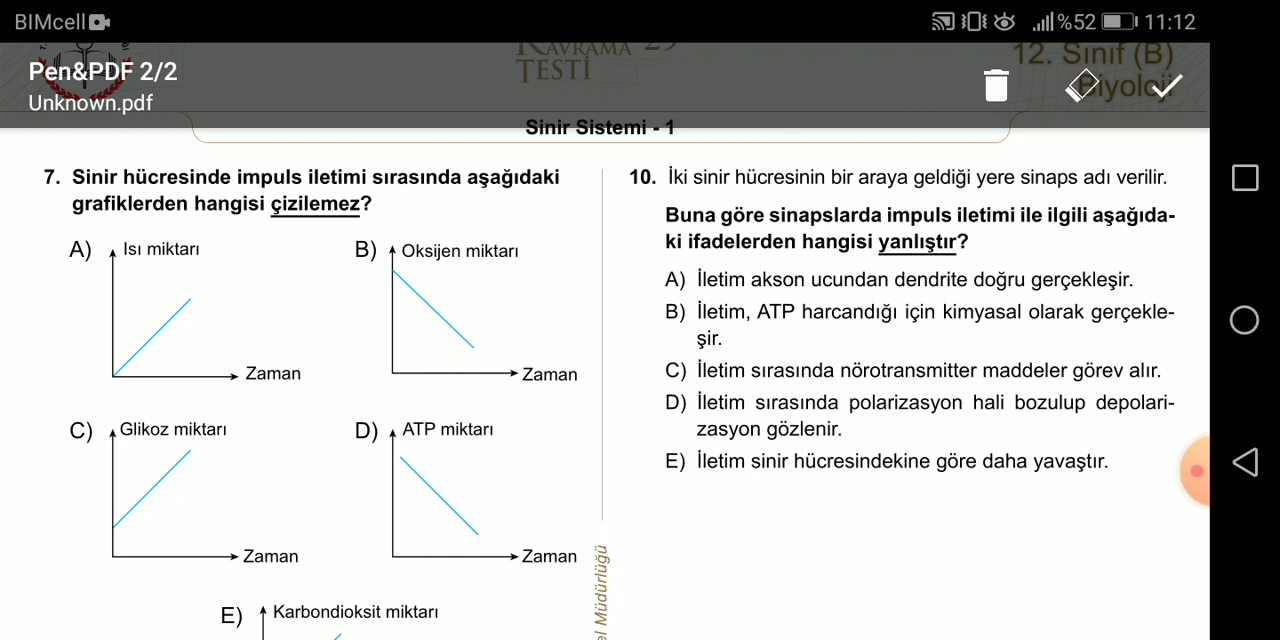 BIMcell
%52 11:12
KAVRAMA
TESTİ
12. Sınıf (B)
Biyoloji
Pen&PDF 2/2
Unknown.pdf
Sinir Sistemi - 1
7. Sinir hücresinde impuls iletimi sırasında aşağıdaki
grafiklerden hangisi çizilemez?
A) Isı miktarı
Zaman
B) Oksijen miktarı
Zaman
C) Glikoz miktarı
Zaman
D) ATP miktarı
Zaman
E) Karbondioksit miktarı
10. İki sinir hücresinin bir araya geldiği yere sinaps adı verilir.
Buna göre sinapslarda impuls iletimi ile ilgili aşağıda-
ki ifadelerden hangisi yanlıştır?
A) İletim akson ucundan dendrite doğru gerçekleşir.
B) İletim, ATP harcandığı için kimyasal olarak gerçekle-
şir.
C) İletim sırasında nörotransmitter maddeler görev alır.
D) İletim sırasında polarizasyon hali bozulup depolari-
zasyon gözlenir.
E) İletim sinir hücresindekine göre daha yavaştır.
Müdürlüğü